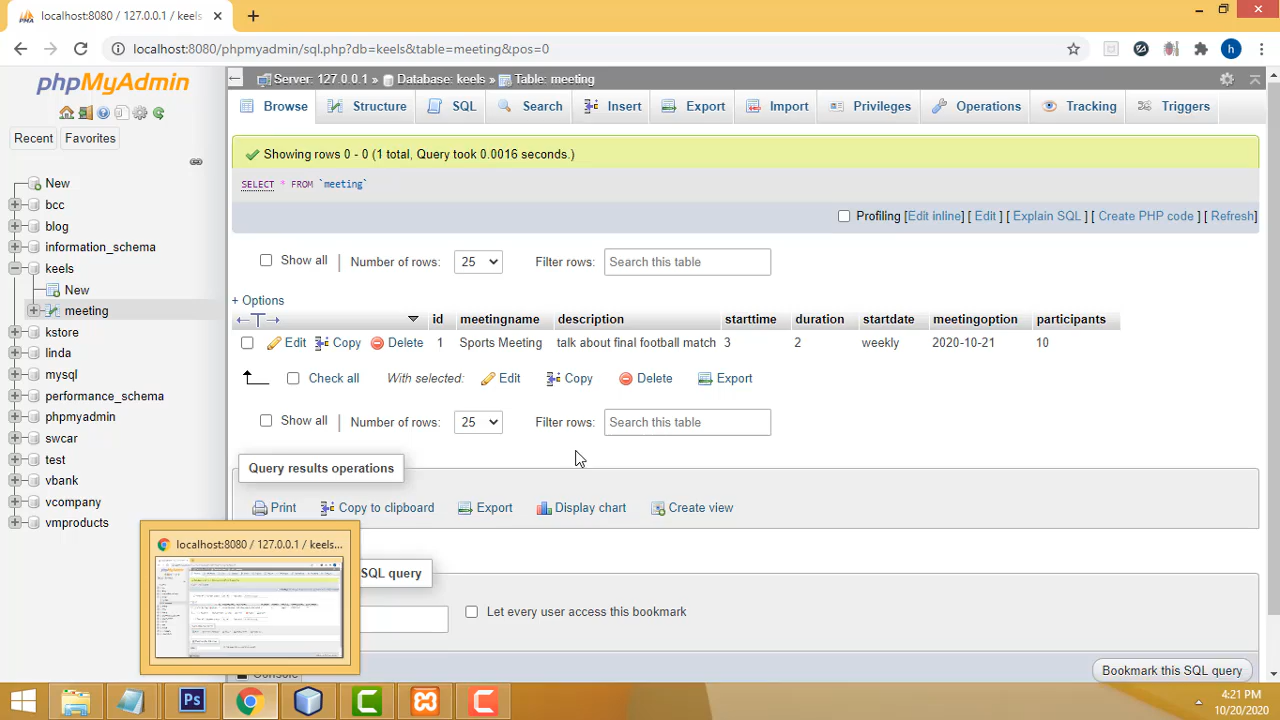 localhost:8080 / 127.0.0.1 / keels
localhost:8080/phpmyadmin/sql.php?db=keels&table=meeting&pos=0
h
phpMyAdmin
Server: 127.0.0.1 » Database: keels » Table: meeting
Browse Structure SQL Search Insert Export Import Privileges Operations Tracking Triggers
Recent Favorites
New
bcc
blog
information_schema
keels
New
meeting
kstore
linda
mysql
performance_schema
phpmyadmin
swcar
test
vbank
vcompany
vmproducts
Showing rows 0 - 0 (1 total, Query took 0.0016 seconds.)
SELECT * FROM `meeting`
Profiling [Edit inline] [ Edit ] [ Explain SQL ] [ Create PHP code ] [ Refresh]
Show all | Number of rows: 25 Filter rows: Search this table
+ Options
id meetingname description starttime duration startdate meetingoption participants
Edit Copy Delete 1 Sports Meeting talk about final football match 3 2 weekly 2020-10-21 10
Check all With selected: Edit Copy Delete Export
Show all | Number of rows: 25 Filter rows: Search this table
Query results operations
Print Copy to clipboard Export Display chart Create view
localhost:8080 / 127.0.0.1 / keels...
SQL query
Let every user access this bookmark
Console
Bookmark this SQL query
Ps
4:21 PM
10/20/2020